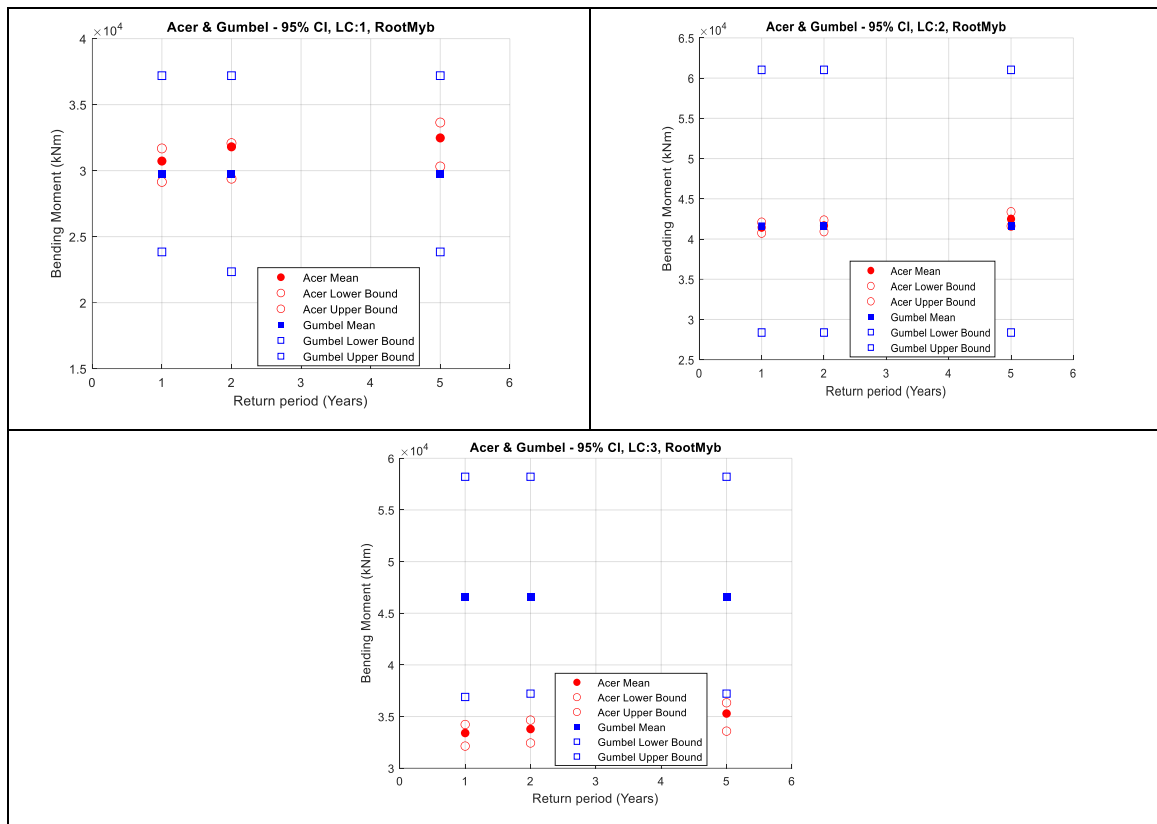 Acer & Gumbel - 95% CI, LC:1, RootMyb
×10⁴
4
3.5
3
2.5
2
1.5
0 1 2 3 4 5 6
Bending Moment (kNm)
Return period (Years)
Acer Mean
Acer Lower Bound
Acer Upper Bound
Gumbel Mean
Gumbel Lower Bound
Gumbel Upper Bound
Acer & Gumbel - 95% CI, LC:2, RootMyb
×10⁴
6.5
6
5.5
5
4.5
4
3.5
3
2.5
0 1 2 3 4 5 6
Bending Moment (kNm)
Return period (Years)
Acer Mean
Acer Lower Bound
Acer Upper Bound
Gumbel Mean
Gumbel Lower Bound
Gumbel Upper Bound
Acer & Gumbel - 95% CI, LC:3, RootMyb
×10⁴
6
5.5
5
4.5
4
3.5
3
0 1 2 3 4 5 6
Bending Moment (kNm)
Return period (Years)
Acer Mean
Acer Lower Bound
Acer Upper Bound
Gumbel Mean
Gumbel Lower Bound
Gumbel Upper Bound